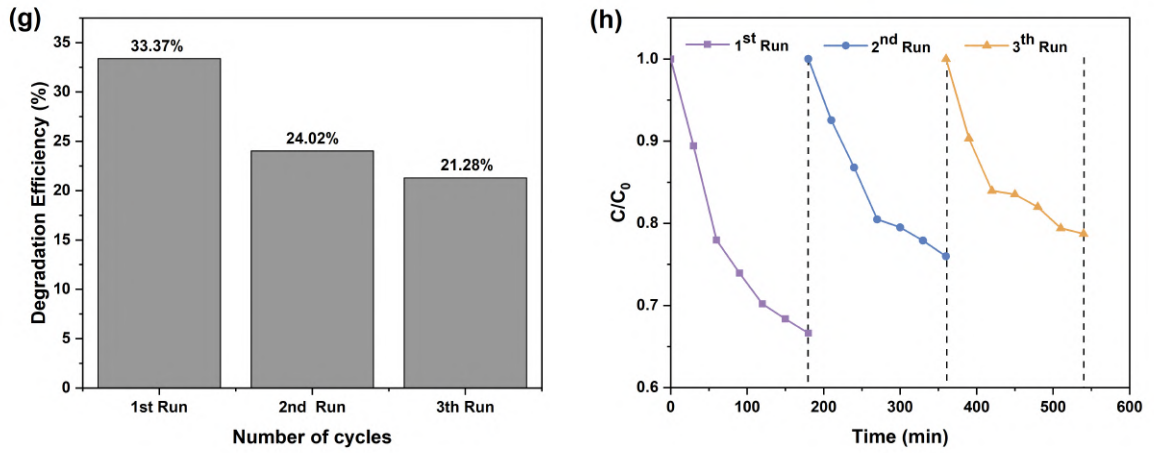 (g)
Degradation Efficiency (%)
35
30
25
20
15
10
5
0
33.37%
24.02%
21.28%
1st Run
2nd Run
3th Run
Number of cycles
(h)
1st Run
2nd Run
3th Run
C/C0
1.0
0.9
0.8
0.7
0.6
0
100
200
300
400
500
600
Time (min)